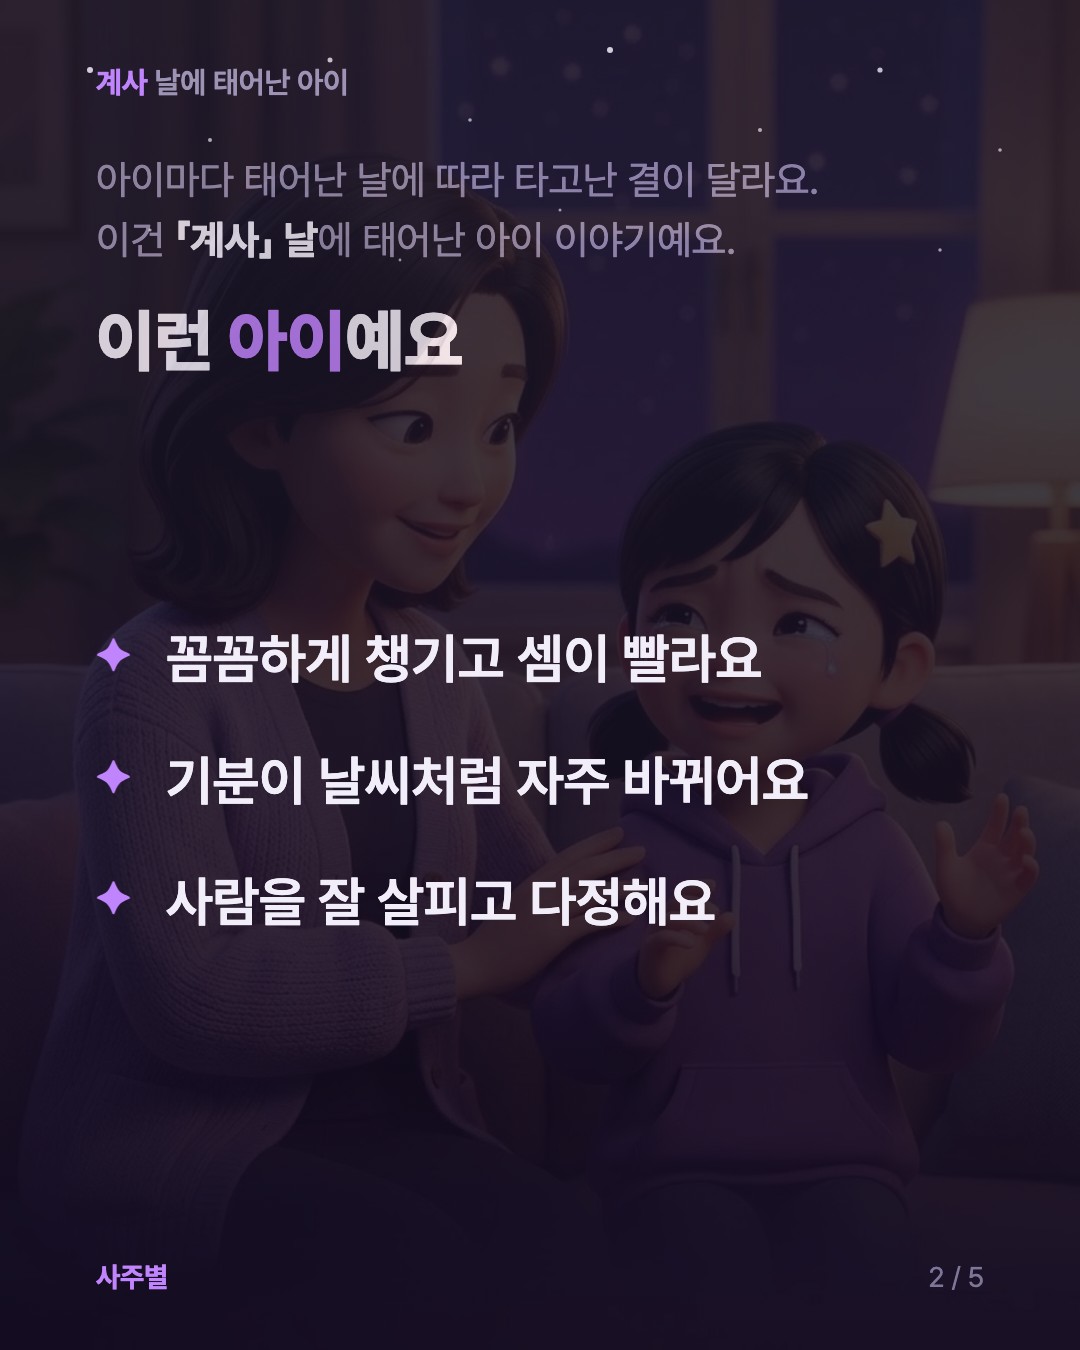 계사 날에 태어난 아이
아이마다 태어난 날에 따라 타고난 결이 달라요.
이건 「계사」 날에 태어난 아이 이야기예요.
이런 아이예요
꼼꼼하게 챙기고 셈이 빨라요
기분이 날씨처럼 자주 바뀌어요
사람을 잘 살피고 다정해요
사주별
2 / 5